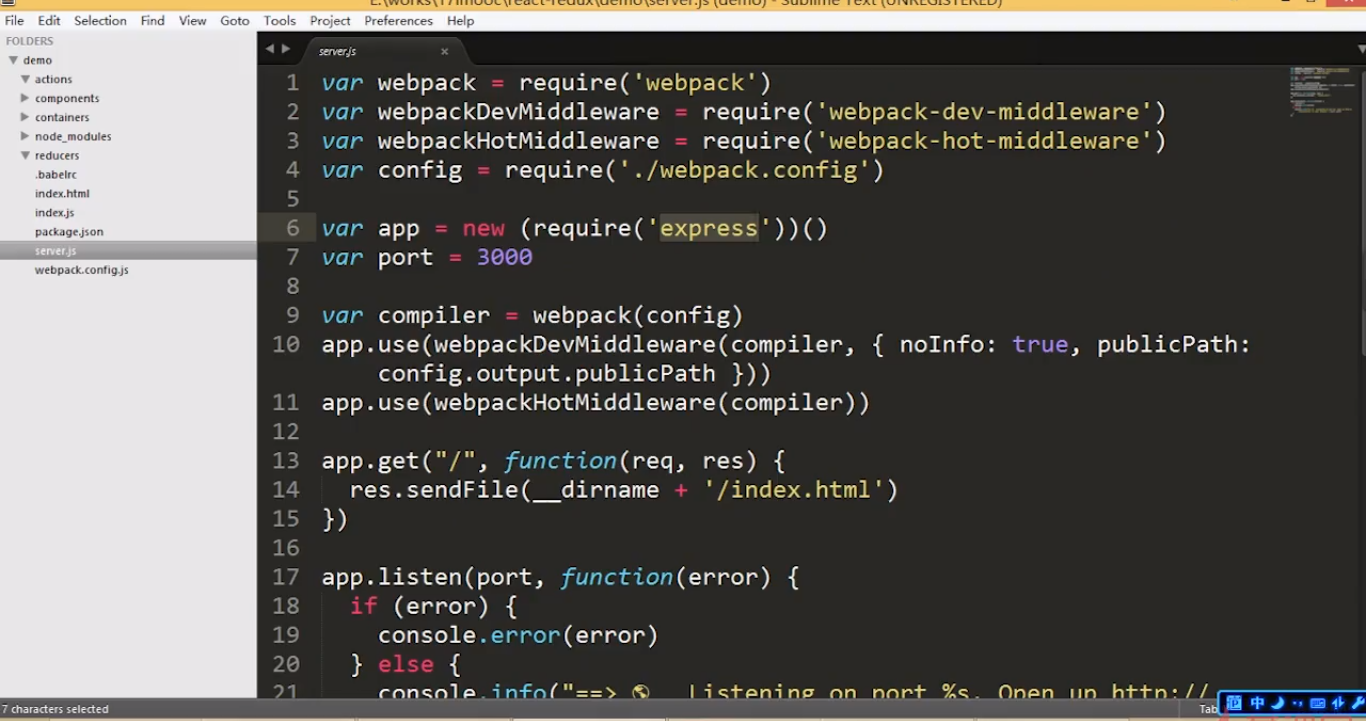 E:\works\17imooc\react-redux\demo\server.js (demo) - Sublime Text (UNREGISTERED)
File Edit Selection Find View Goto Tools Project Preferences Help
FOLDERS
demo
actions
components
containers
node_modules
reducers
.babelrc
index.html
index.js
package.json
server.js
webpack.config.js
server.js ×
1 var webpack = require('webpack')
2 var webpackDevMiddleware = require('webpack-dev-middleware')
3 var webpackHotMiddleware = require('webpack-hot-middleware')
4 var config = require('./webpack.config')
5
6 var app = new (require('express'))()
7 var port = 3000
8
9 var compiler = webpack(config)
10 app.use(webpackDevMiddleware(compiler, { noInfo: true, publicPath:
config.output.publicPath }))
11 app.use(webpackHotMiddleware(compiler))
12
13 app.get("/", function(req, res) {
14 res.sendFile(__dirname + '/index.html')
15 })
16
17 app.listen(port, function(error) {
18 if (error) {
19 console.error(error)
20 } else {
21 console.info("==> 🌎 Listening on port %s. Open up http://
7 characters selected
Tab
中